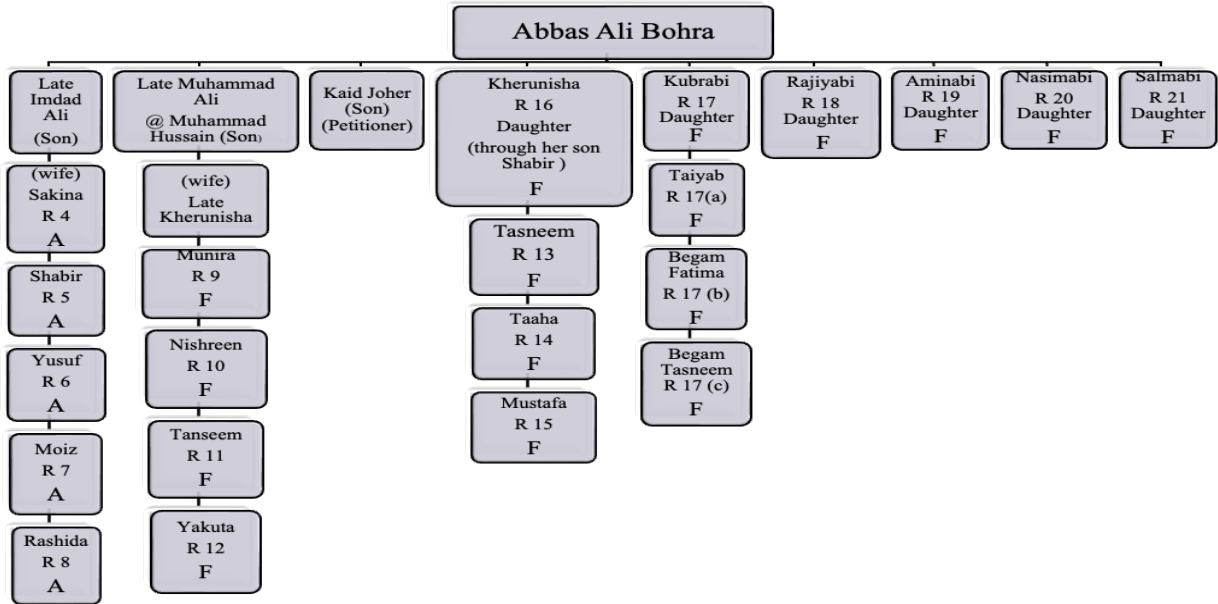 Abbas Ali Bohra
Late
Imdad
Ali
(Son)
(wife)
Sakina
R 4
A
Shabir
R 5
A
Yusuf
R 6
A
Moiz
R 7
A
Rashida
R 8
A
Late Muhammad
Ali
@ Muhammad
Hussain (Son)
(wife)
Late
Kherunisha
Munira
R 9
F
Nishreen
R 10
F
Tanseem
R 11
F
Yakuta
R 12
F
Kaid Joher
(Son)
(Petitioner)
Kherunisha
R 16
Daughter
(through her son
Shabir )
F
Tasneem
R 13
F
Taaha
R 14
F
Mustafa
R 15
F
Kubrabi
R 17
Daughter
F
Taiyab
R 17(a)
F
Begam
Fatima
R 17 (b)
F
Begam
Tasneem
R 17 (c)
F
Rajiyabi
R 18
Daughter
F
Aminabi
R 19
Daughter
F
Nasimabi
R 20
Daughter
F
Salmabi
R 21
Daughter
F